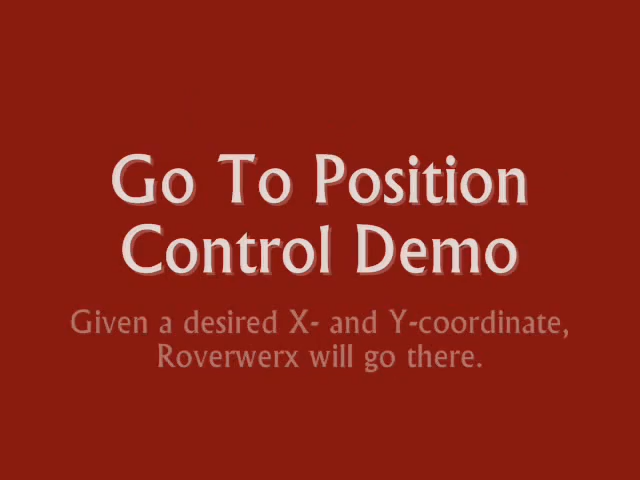 Go To Position
Control Demo
Given a desired X- and Y-coordinate,
Roverwerx will go there.